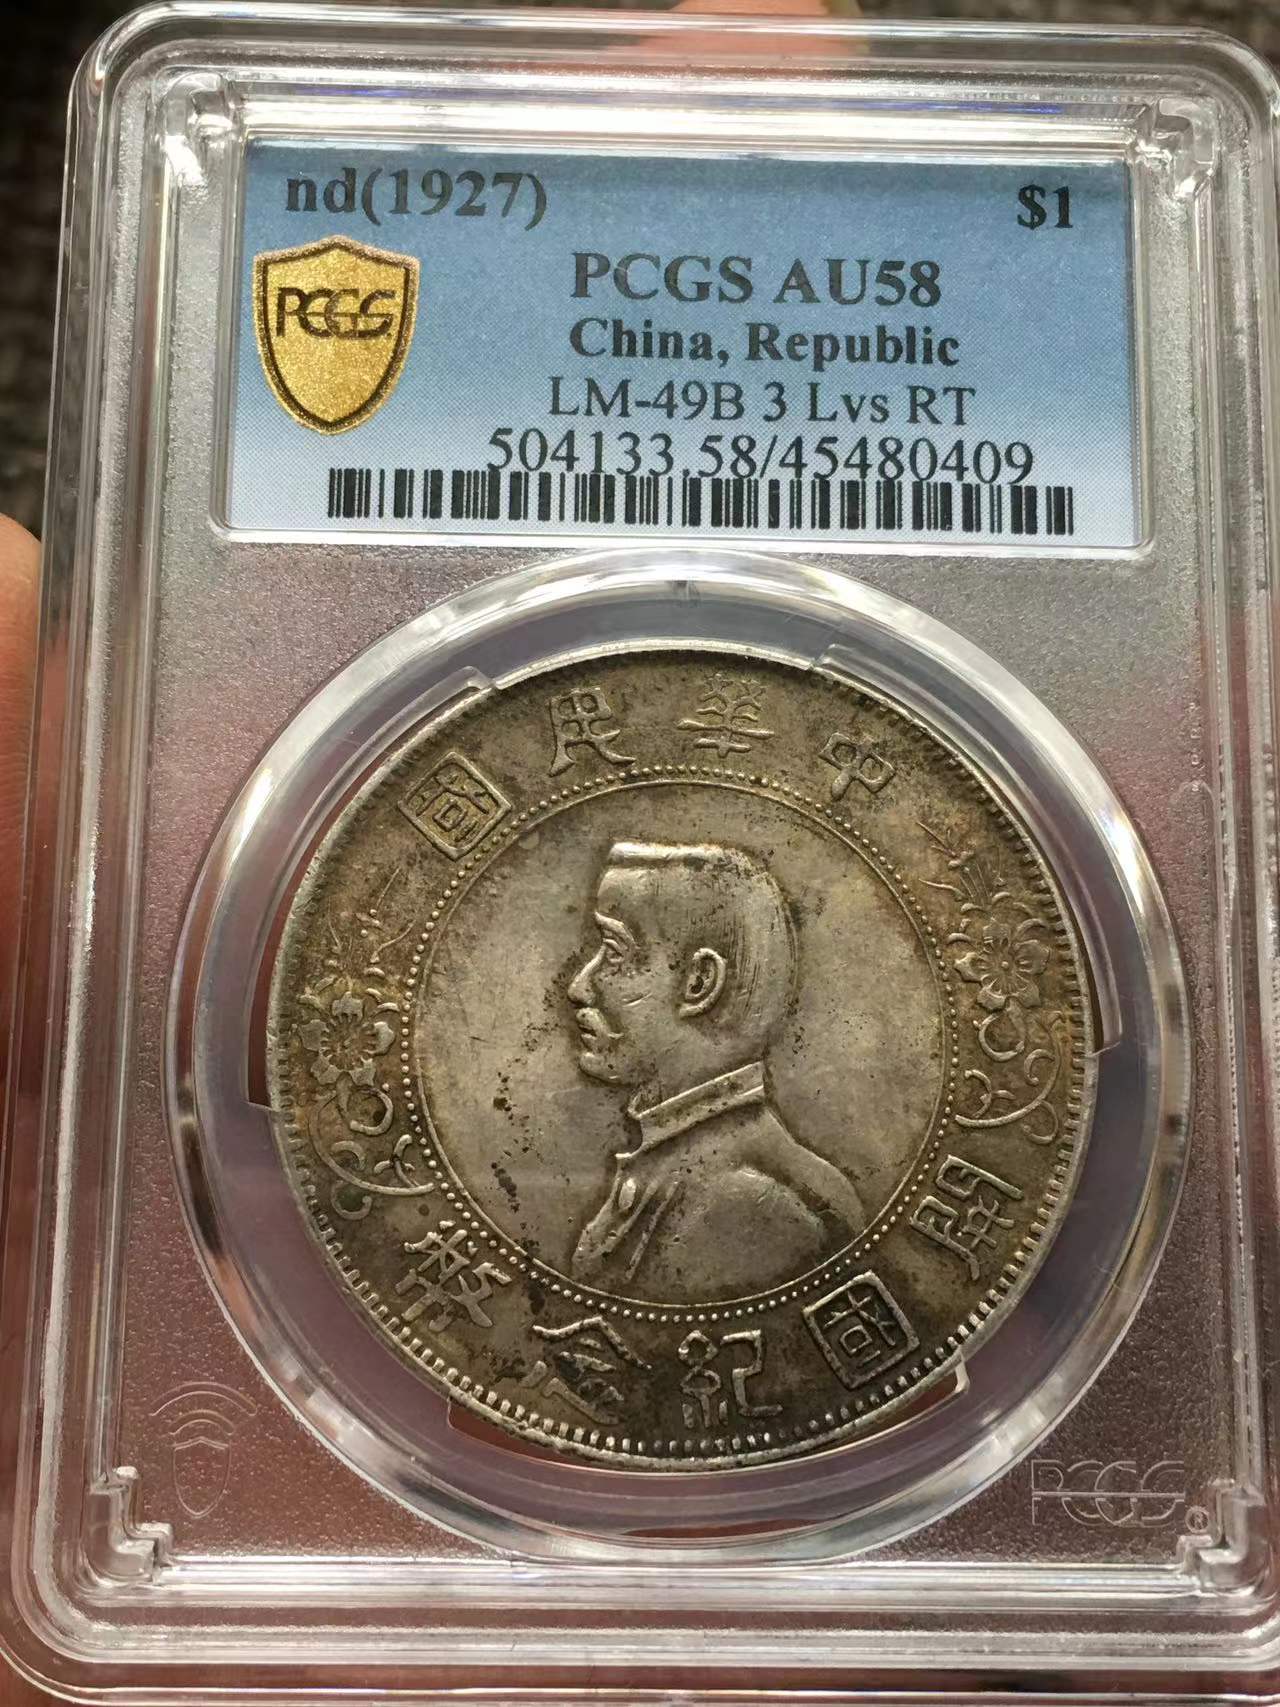 nd(1927) $1
PCGS
PCGS AU58
China, Republic
LM-49B 3 Lvs RT
504133.58/45480409
中華民國
開國紀念幣
PCGS®